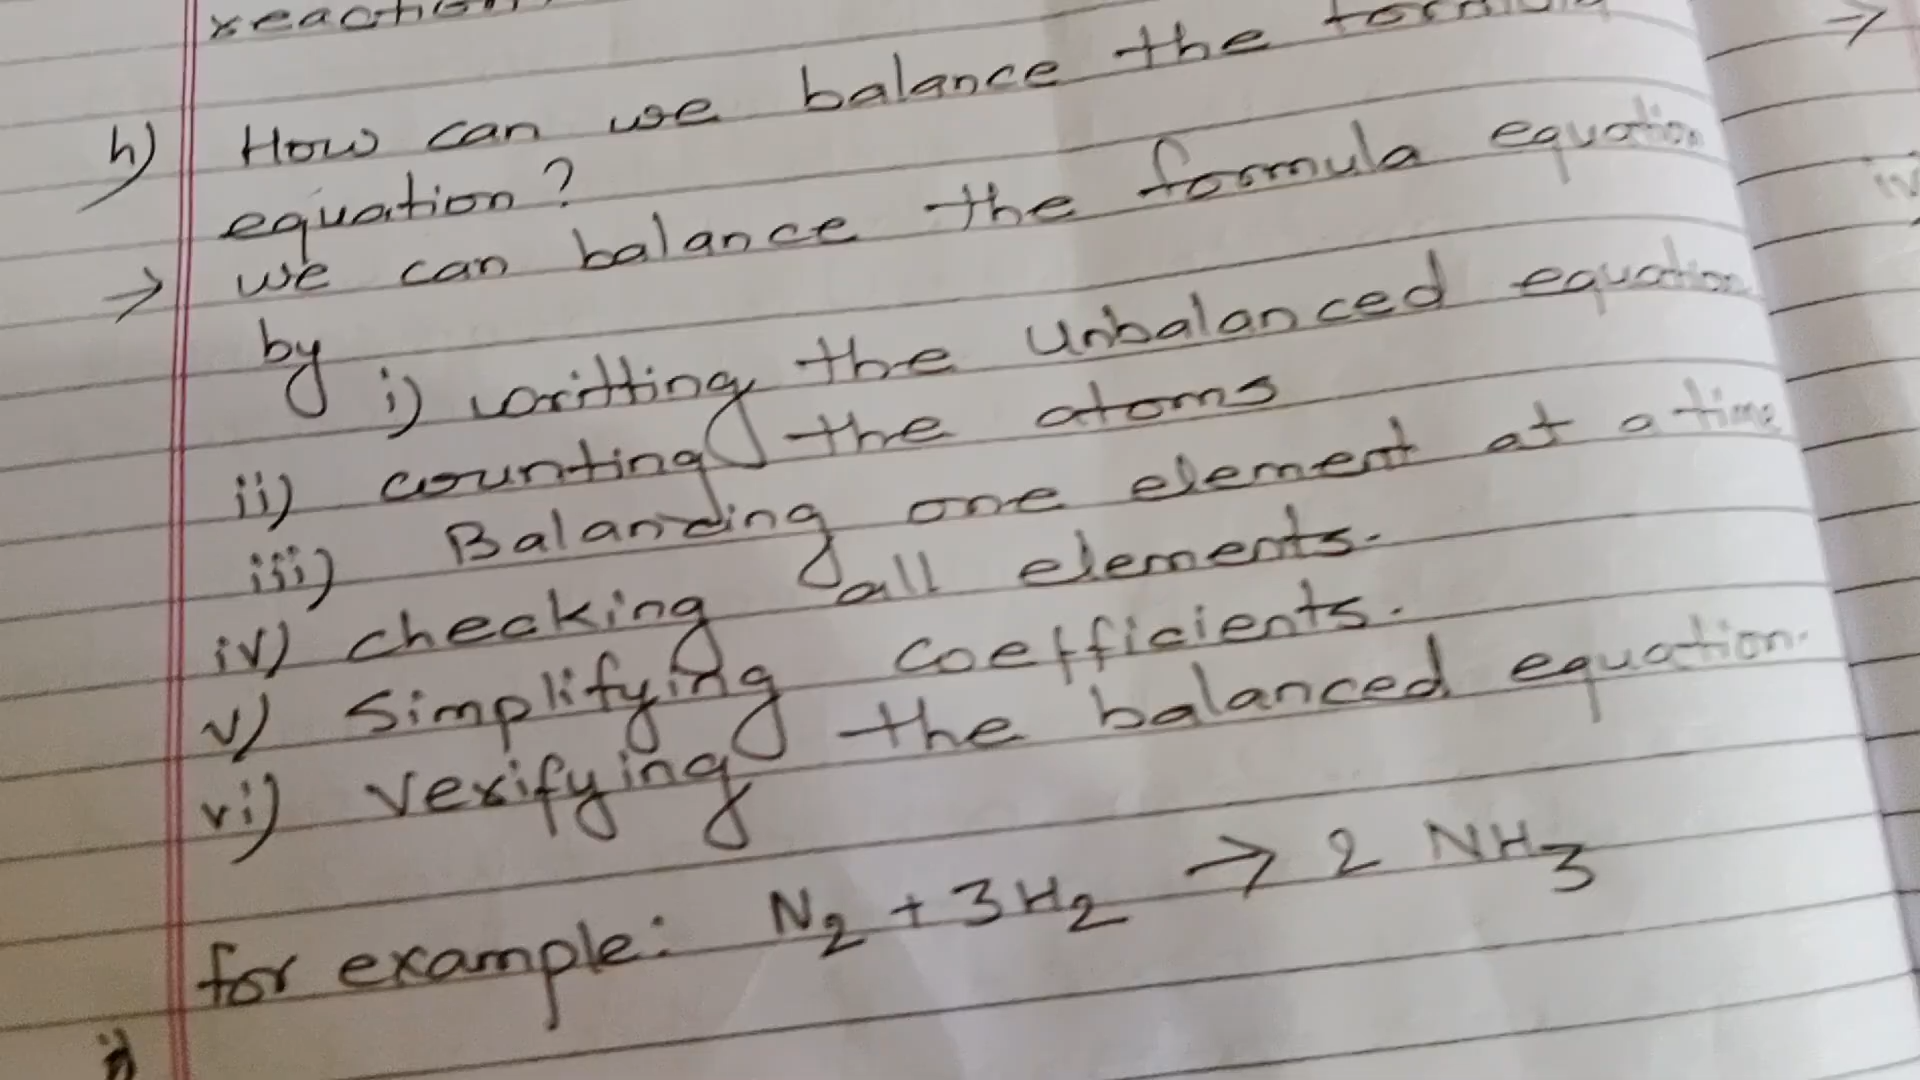 reaction
h) How can we balance the formula
equation?
→ we can balance the formula equation
by
i) writting the unbalanced equation
ii) counting the atoms
iii) Balancing one element at a time
iv) checking all elements.
v) simplifying coefficients.
vi) verifying the balanced equation.
for example: N₂ + 3H₂ → 2 NH₃
i)
→
iv